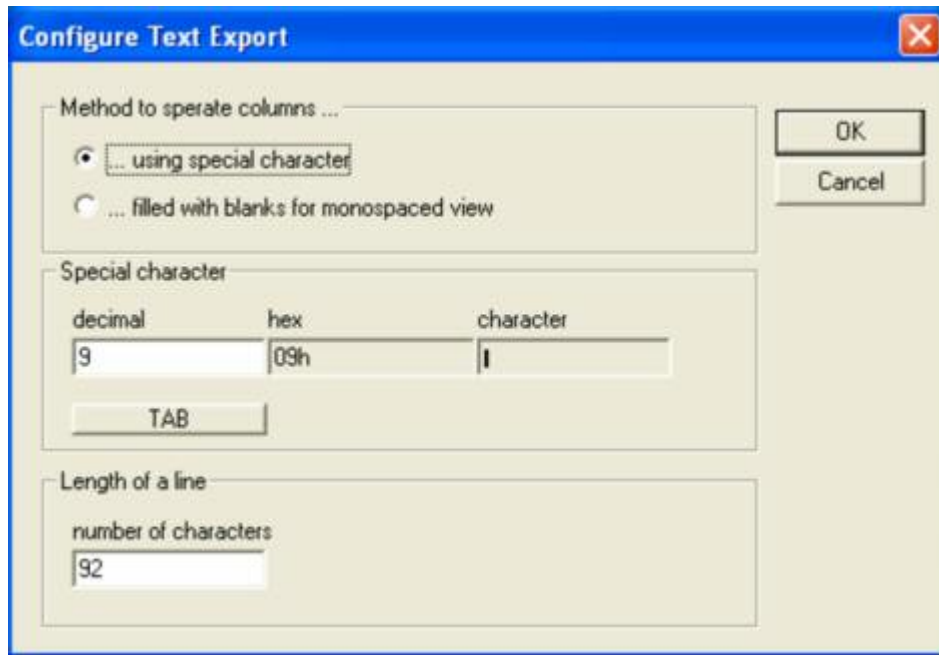 Configure Text Export
Method to sperate columns ...
... using special character
... filled with blanks for monospaced view
OK
Cancel
Special character
decimal hex character
9 09h
TAB
Length of a line
number of characters
92